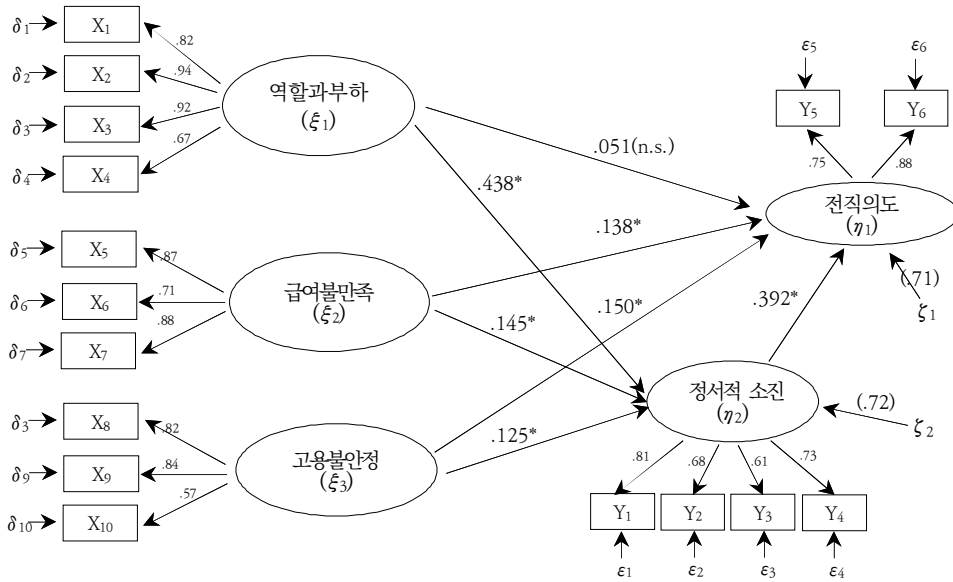 δ1 X1 .82
δ2 X2 .94
δ3 X3 .92
δ4 X4 .67
역할과부하
(ξ1)
δ5 X5 .87
δ6 X6 .71
δ7 X7 .88
급여불만족
(ξ2)
δ3 X8 .82
δ9 X9 .84
δ10 X10 .57
고용불안정
(ξ3)
.051(n.s.)
.438*
.138*
.150*
.145*
.125*
.392*
ε5 ε6
Y5 Y6
.75 .88
전직의도
(η1)
(.71)
ζ1
정서적 소진
(η2)
(.72)
ζ2
.81 .68 .61 .73
Y1 Y2 Y3 Y4
ε1 ε2 ε3 ε4